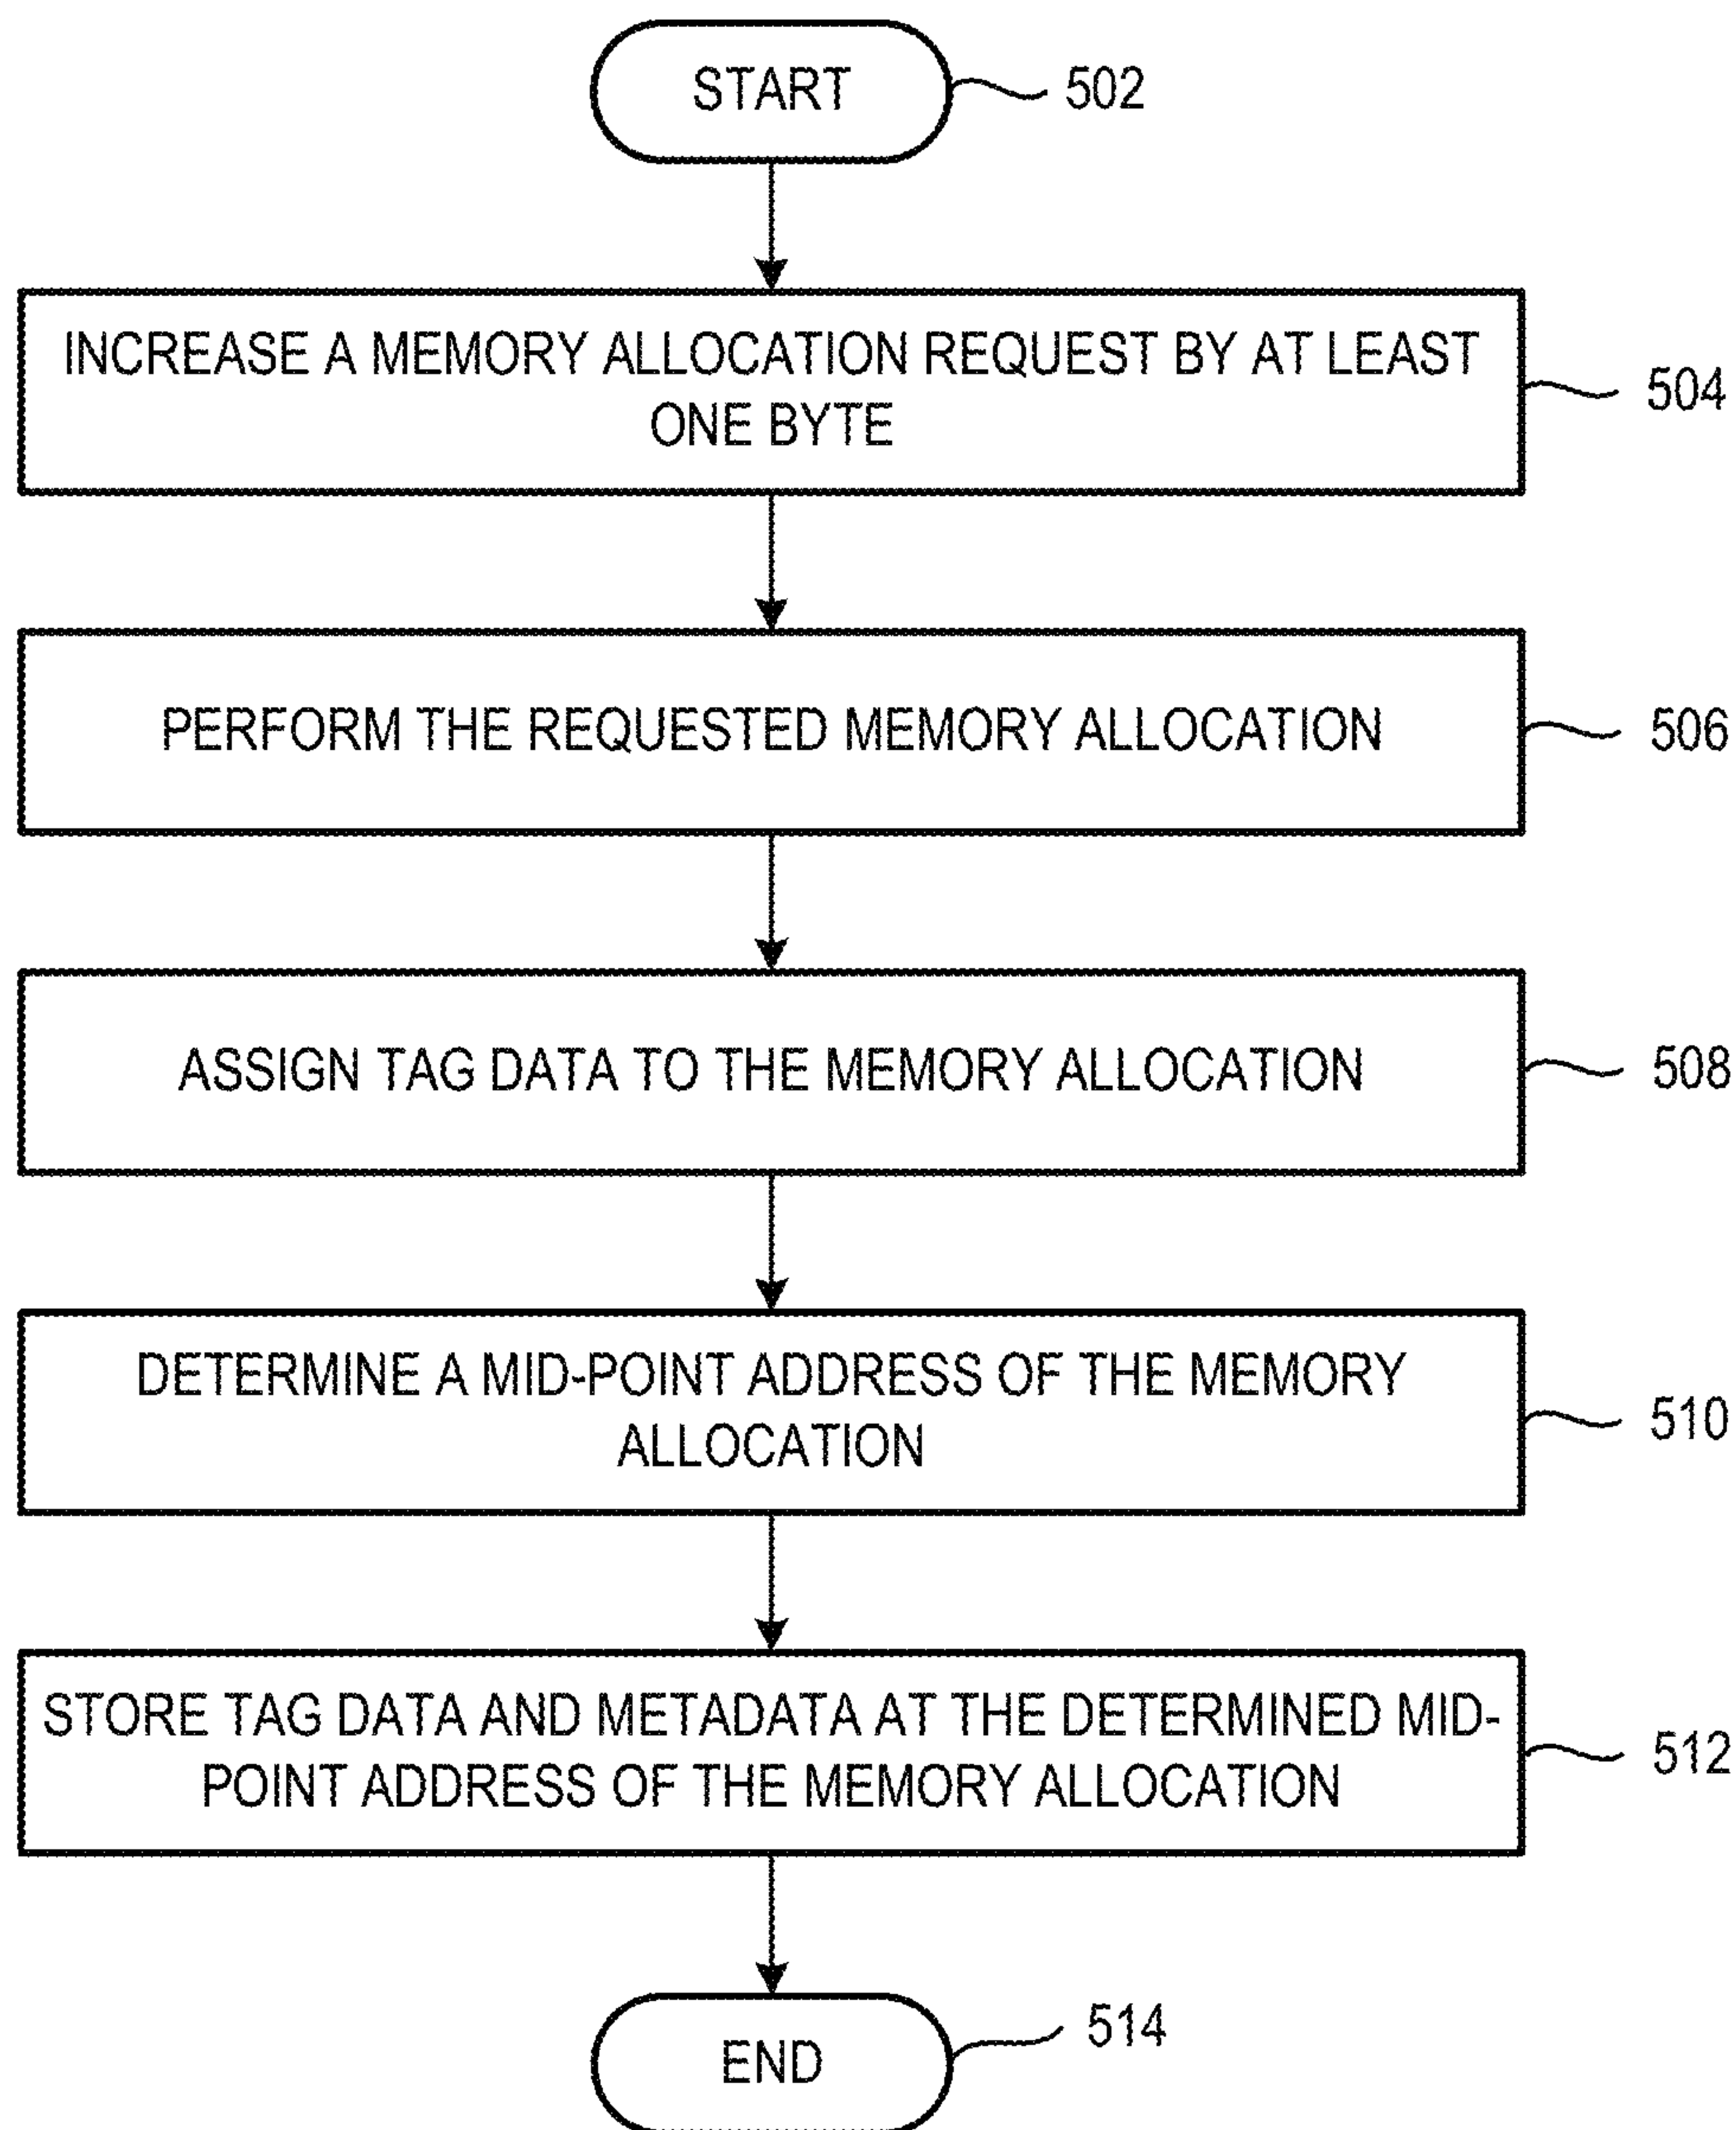 START
502
INCREASE A MEMORY ALLOCATION REQUEST BY AT LEAST
ONE BYTE
504
PERFORM THE REQUESTED MEMORY ALLOCATION
506
ASSIGN TAG DATA TO THE MEMORY ALLOCATION
508
DETERMINE A MID-POINT ADDRESS OF THE MEMORY
ALLOCATION
510
STORE TAG DATA AND METADATA AT THE DETERMINED MID-
POINT ADDRESS OF THE MEMORY ALLOCATION
512
END
514